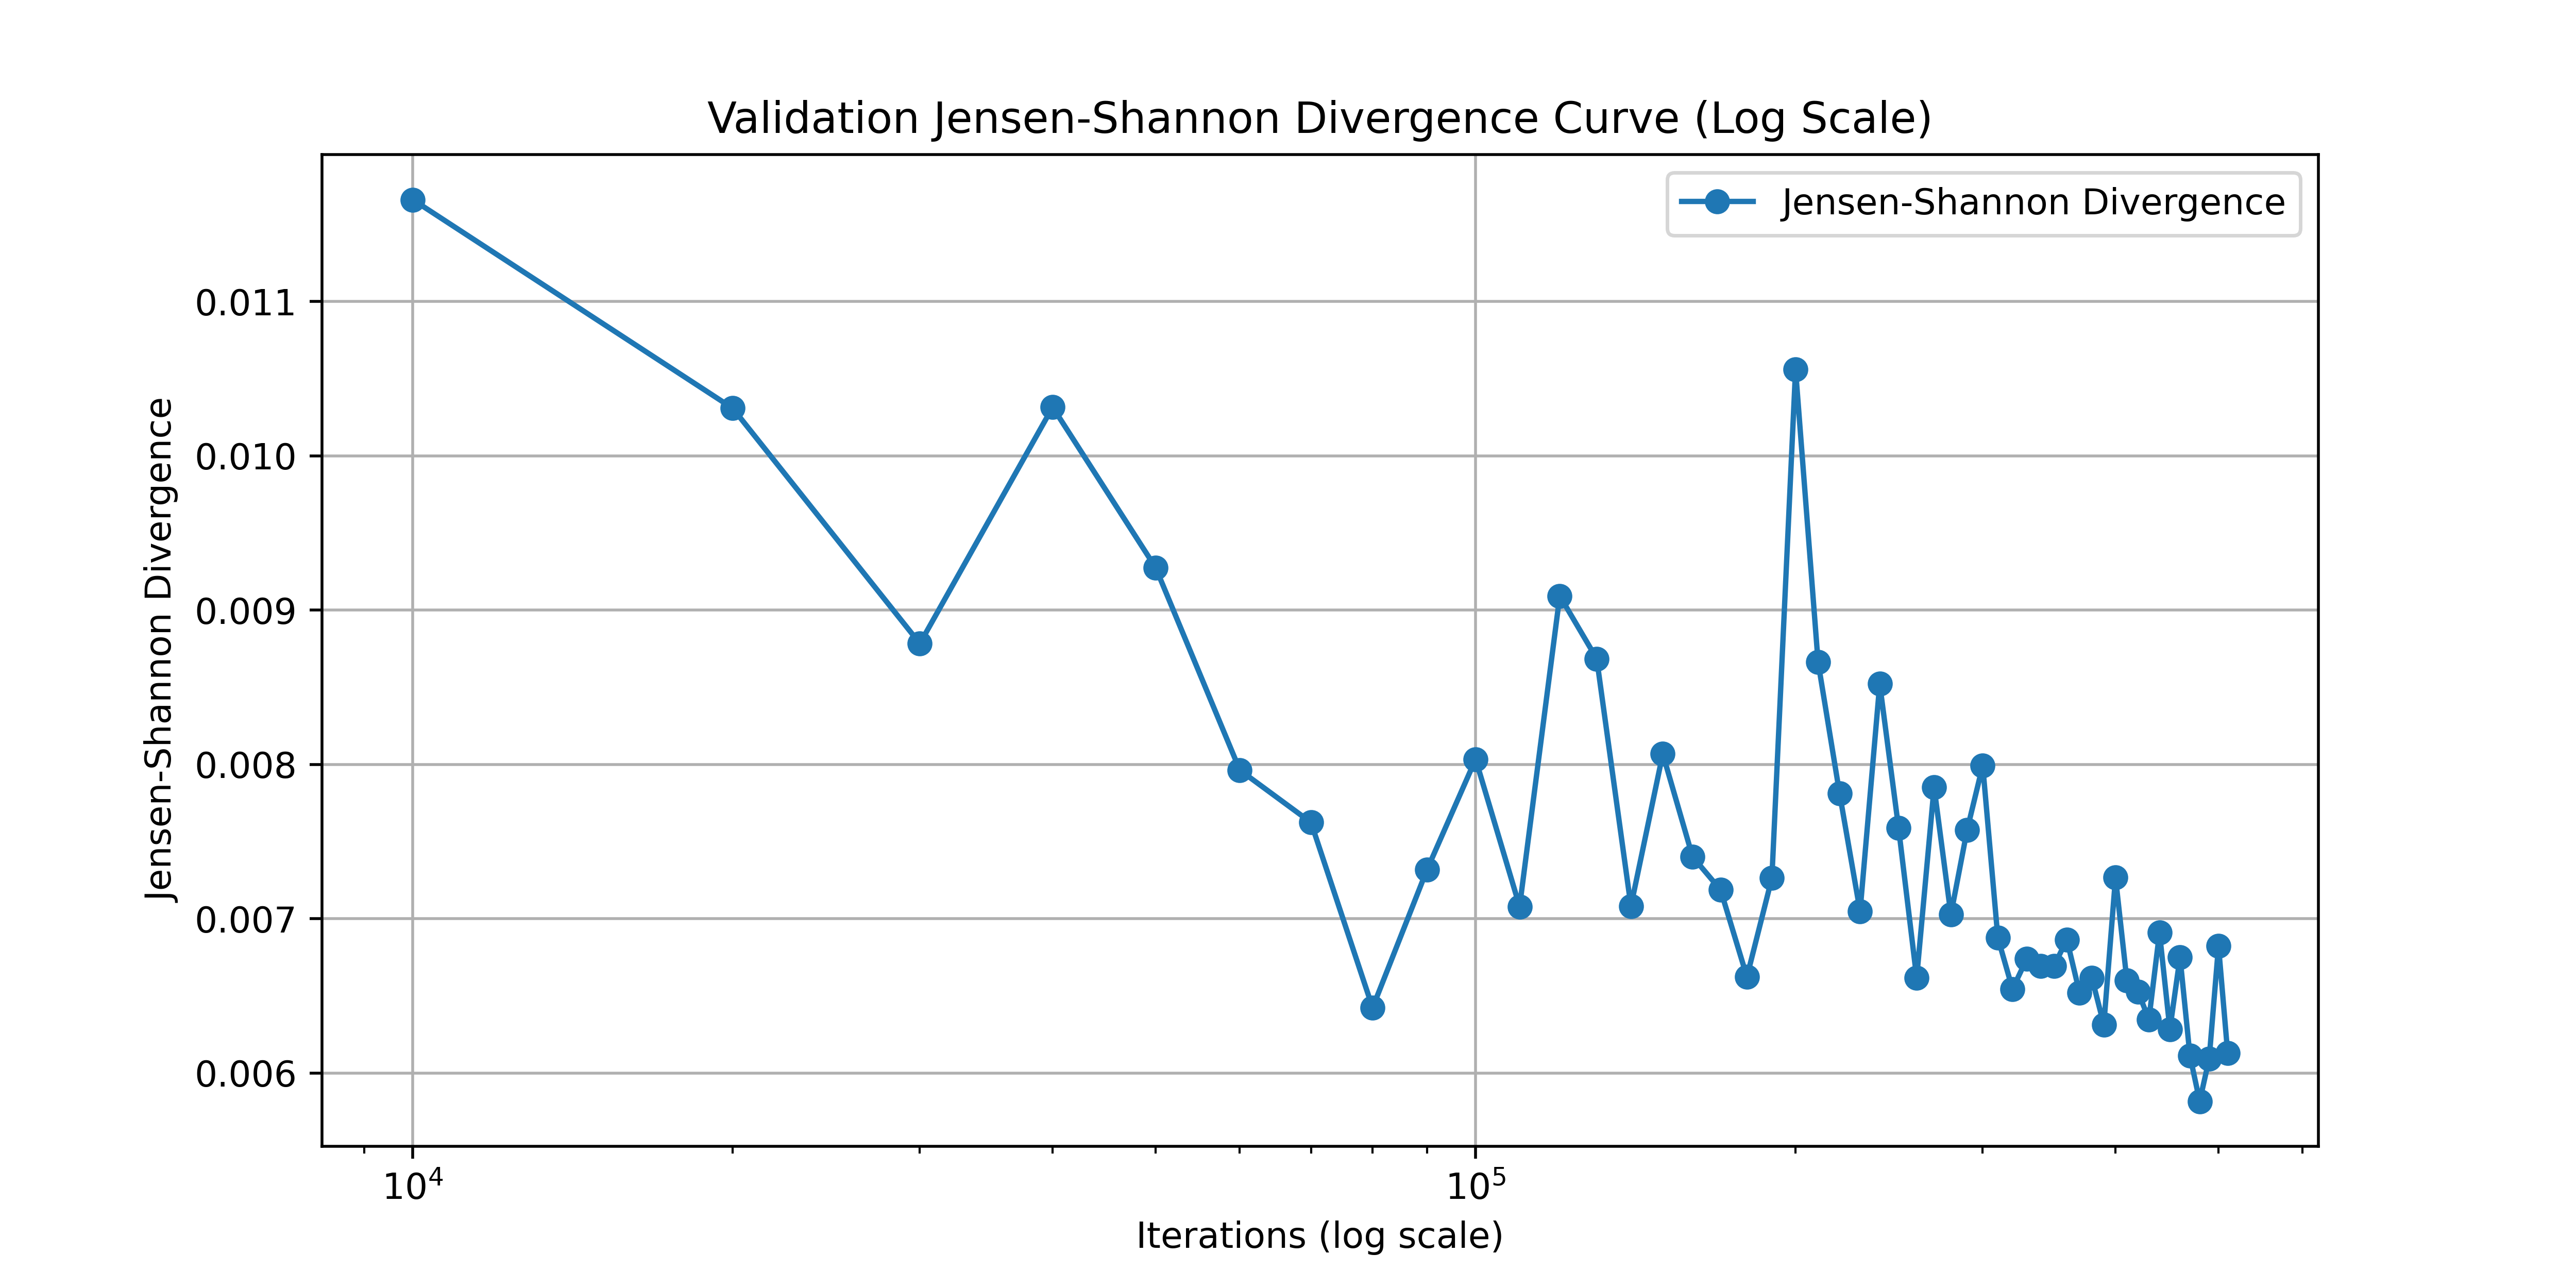 Validation Jensen-Shannon Divergence Curve (Log Scale)
Jensen-Shannon Divergence
Jensen-Shannon Divergence
0.011
0.010
0.009
0.008
0.007
0.006
10⁴
10⁵
Iterations (log scale)